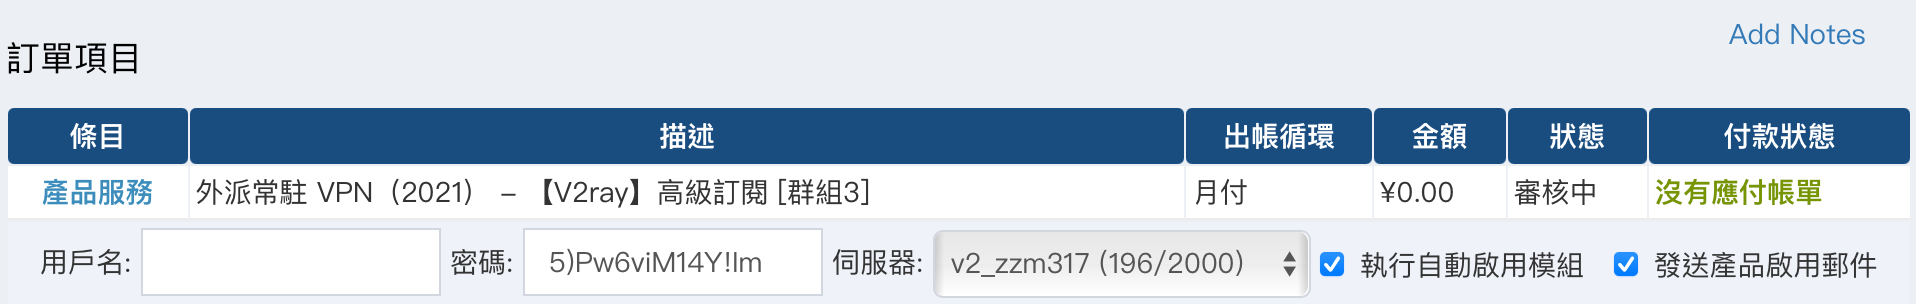 Add Notes
訂單項目
條目 描述 出帳循環 金額 狀態 付款狀態
產品服務 外派常駐 VPN（2021） – 【V2ray】高級訂閱 [群組3] 月付 ¥0.00 審核中 沒有應付帳單
用戶名: 密碼: 5)Pw6viM14Y!Im 伺服器: v2_zzm317 (196/2000) 執行自動啟用模組 發送產品啟用郵件